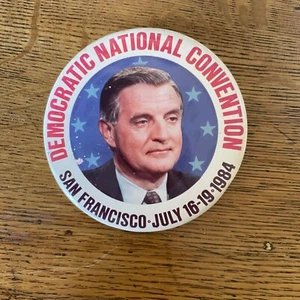 DEMOCRATIC NATIONAL CONVENTION
SAN FRANCISCO•JULY 16-19•1984